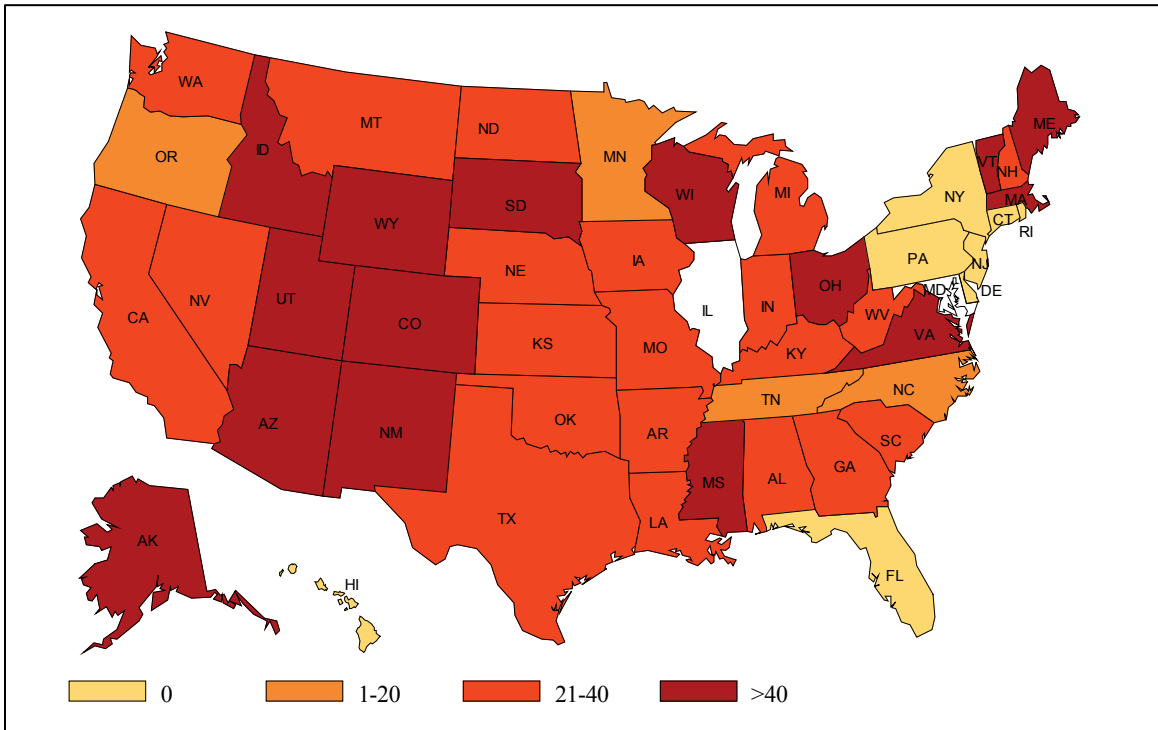 WA
MT
ND
MN
ME
OR
ID
WI
MI
VT
NH
SD
NY
MA
WY
CT
RI
PA
NJ
IA
NE
MD
DE
OH
NV
UT
IL
IN
CA
CO
WV
VA
KS
MO
KY
NC
TN
AZ
OK
NM
AR
SC
GA
MS
AL
TX
LA
AK
HI
FL
0 1-20 21-40 >40